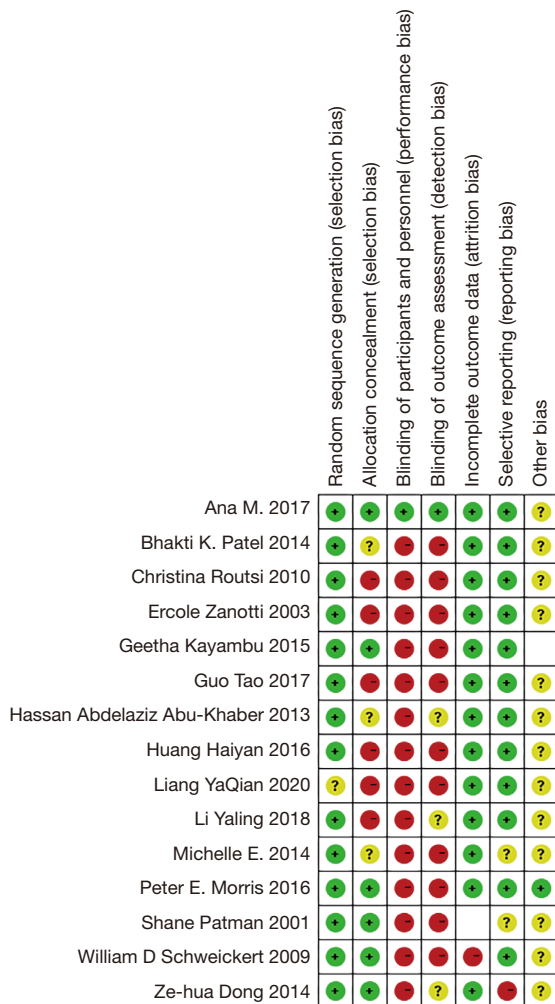 Random sequence generation (selection bias)
Allocation concealment (selection bias)
Blinding of participants and personnel (performance bias)
Blinding of outcome assessment (detection bias)
Incomplete outcome data (attrition bias)
Selective reporting (reporting bias)
Other bias
Ana M. 2017 + + + + + + ?
Bhakti K. Patel 2014 + ? - - + + ?
Christina Routsi 2010 + - - - + + ?
Ercole Zanotti 2003 + - - - + + ?
Geetha Kayambu 2015 + + - - + +
Guo Tao 2017 + - - - + + ?
Hassan Abdelaziz Abu-Khaber 2013 + ? - ? + + ?
Huang Haiyan 2016 + - - - + + ?
Liang YaQian 2020 ? - - - + + ?
Li Yaling 2018 + - - ? + + ?
Michelle E. 2014 + ? - - + ? ?
Peter E. Morris 2016 + + - - + + +
Shane Patman 2001 + + - - ? ?
William D Schweickert 2009 + + - - - + ?
Ze-hua Dong 2014 + + - ? + - ?